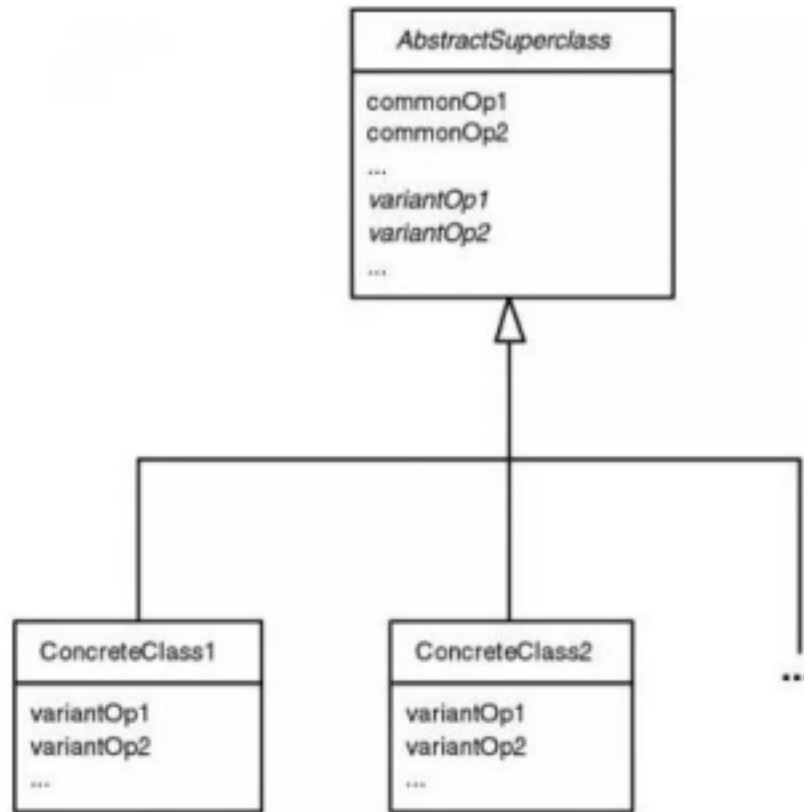 AbstractSuperclass
commonOp1
commonOp2
...
variantOp1
variantOp2
...
ConcreteClass1
variantOp1
variantOp2
...
ConcreteClass2
variantOp1
variantOp2
...
...